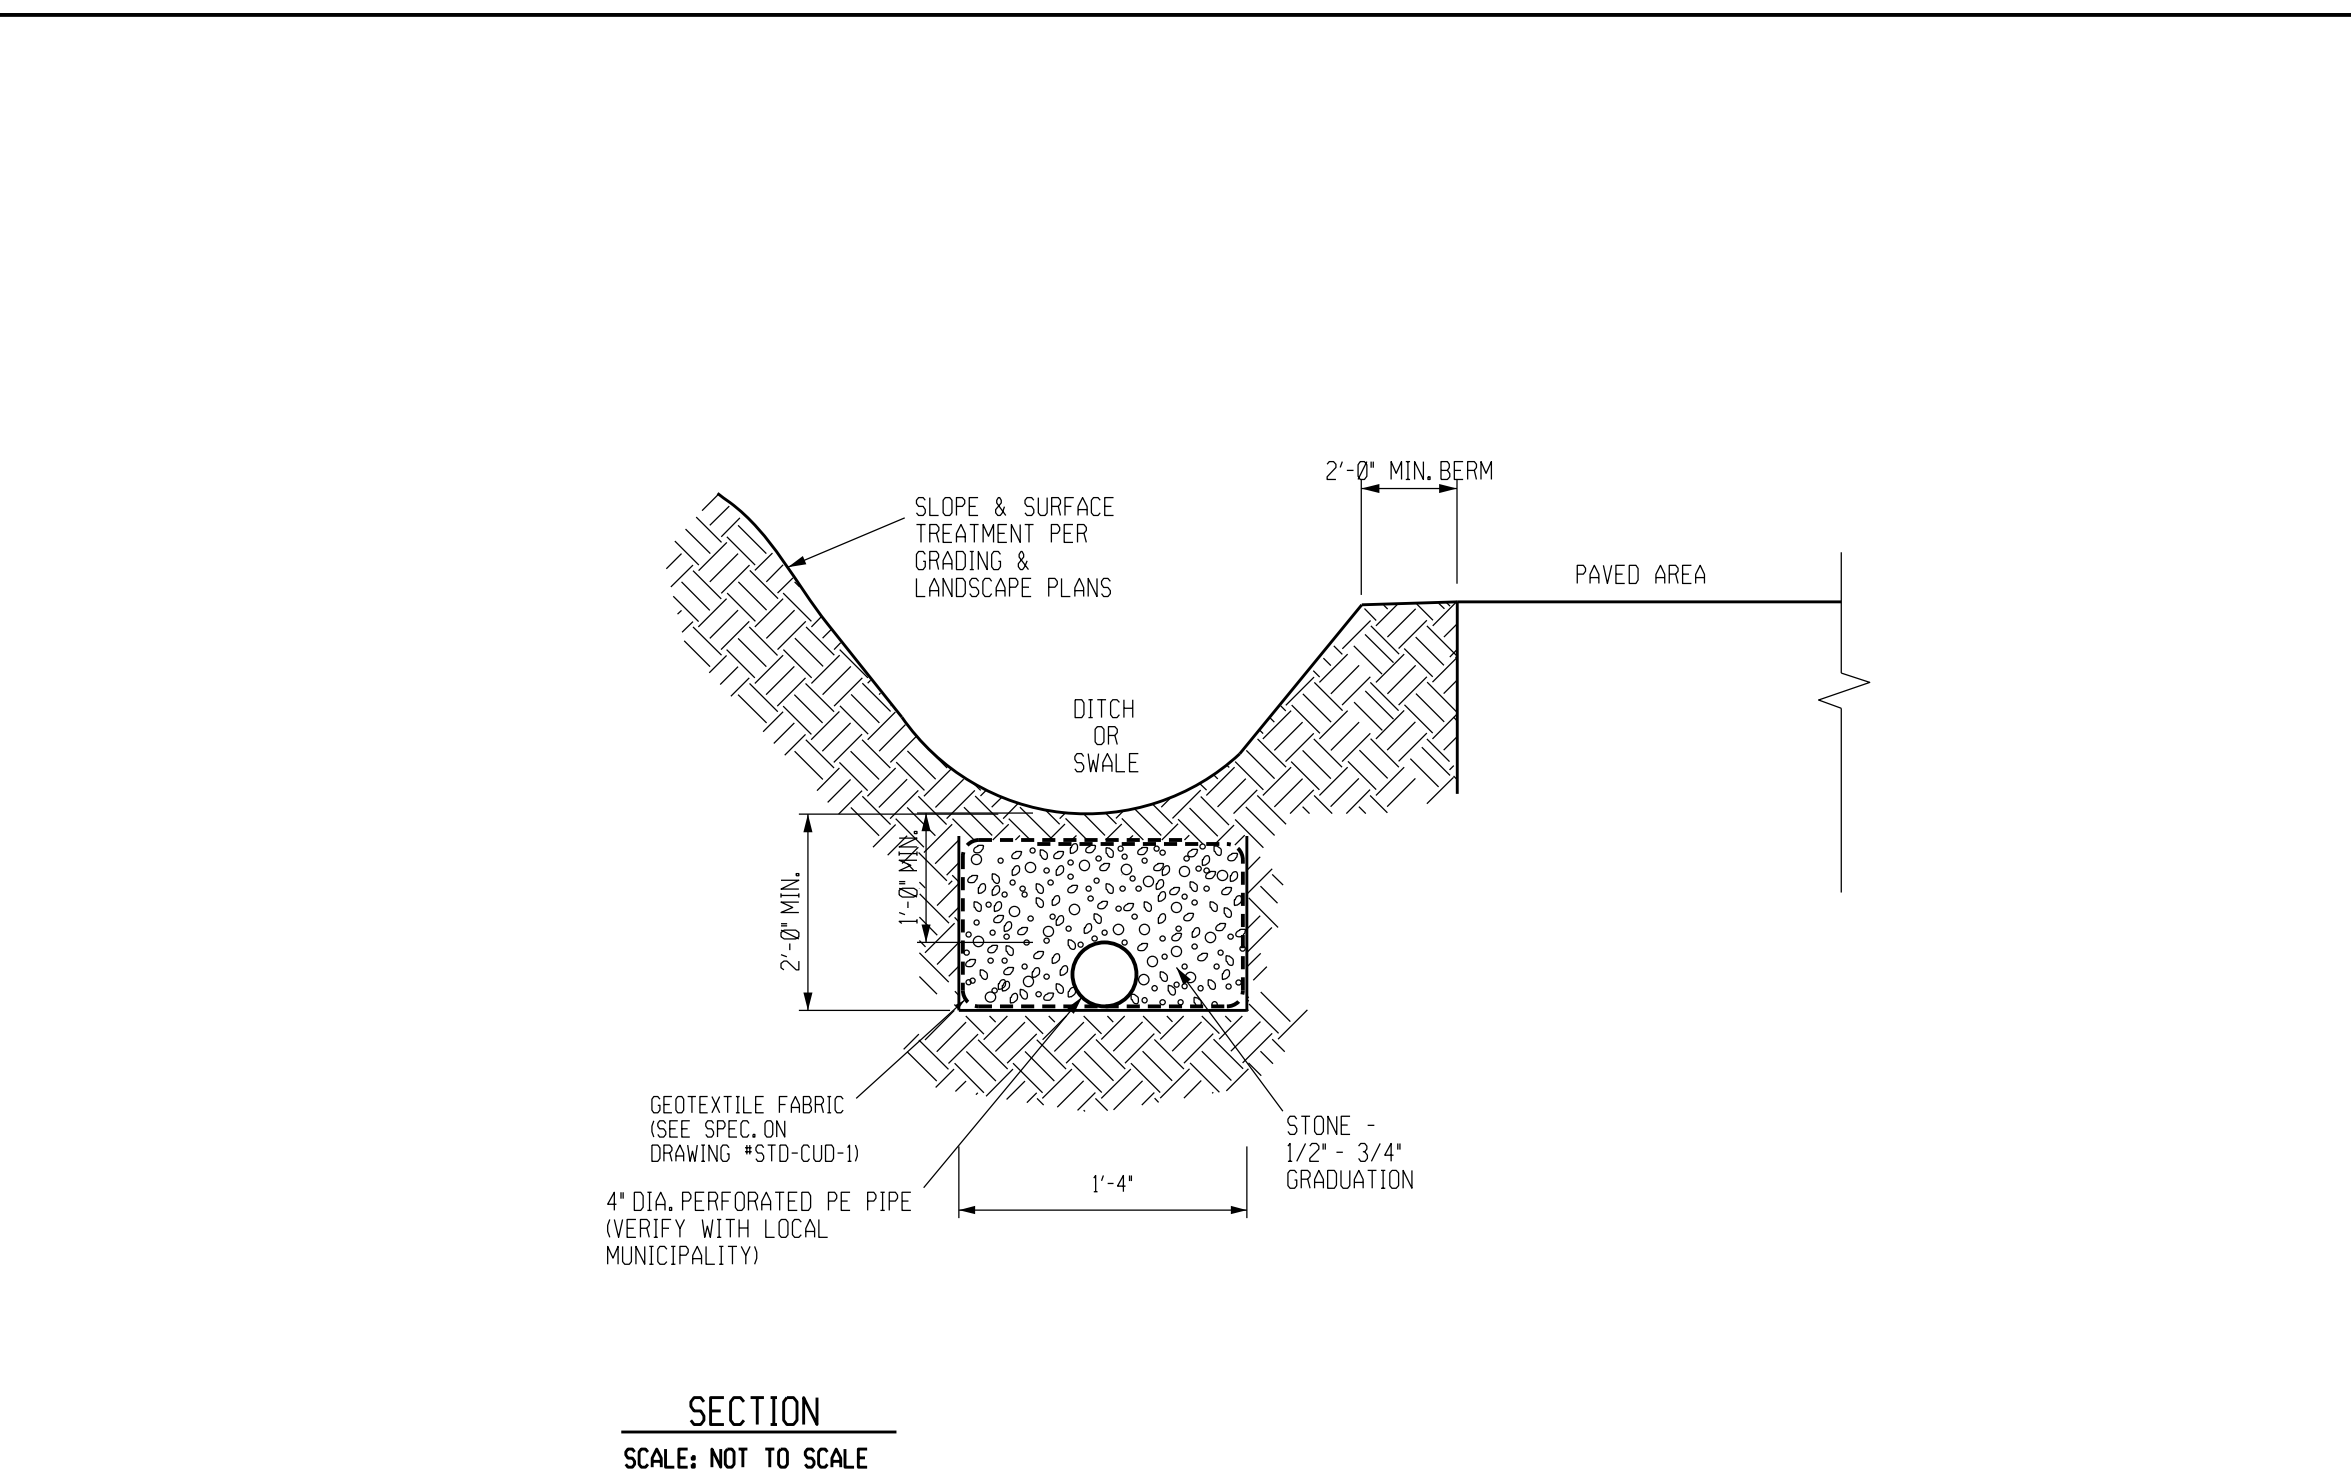 2'-0" MIN. BERM
SLOPE & SURFACE
TREATMENT PER
GRADING &
LANDSCAPE PLANS
PAVED AREA
DITCH
OR
SWALE
2'-0" MIN.
1'-0" MIN.
GEOTEXTILE FABRIC
(SEE SPEC. ON
DRAWING #STD-CUD-1)
4" DIA. PERFORATED PE PIPE
(VERIFY WITH LOCAL
MUNICIPALITY)
1'-4"
STONE -
1/2" - 3/4"
GRADUATION
SECTION
SCALE: NOT TO SCALE